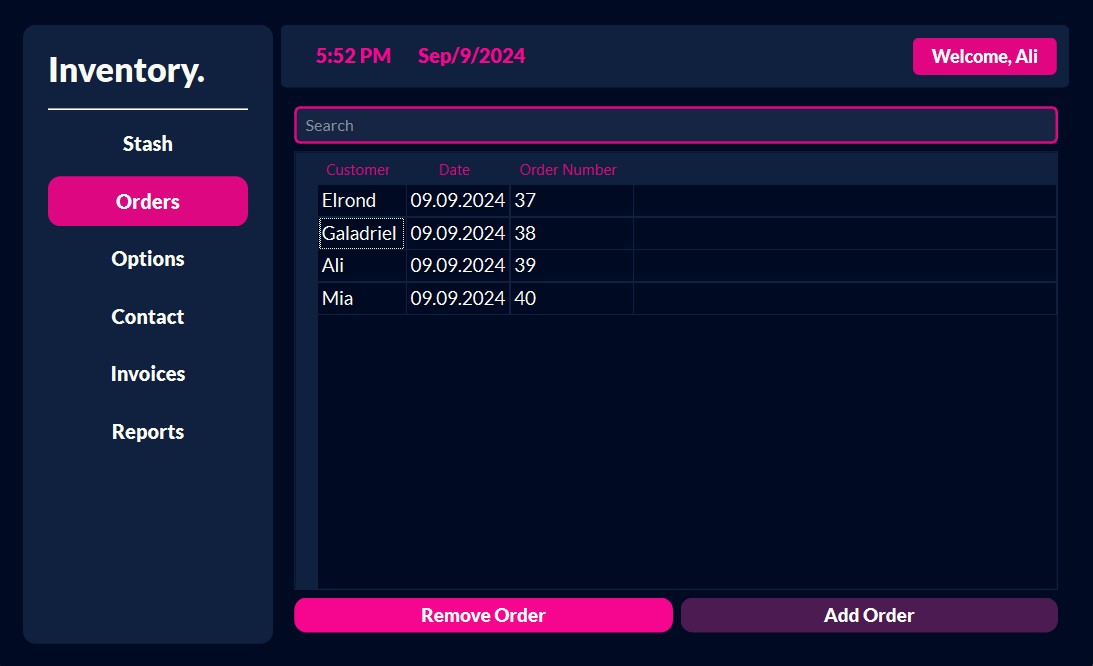 Inventory.
Stash
Orders
Options
Contact
Invoices
Reports
5:52 PM Sep/9/2024
Welcome, Ali
Search
Customer Date Order Number
Elrond 09.09.2024 37
Galadriel 09.09.2024 38
Ali 09.09.2024 39
Mia 09.09.2024 40
Remove Order Add Order